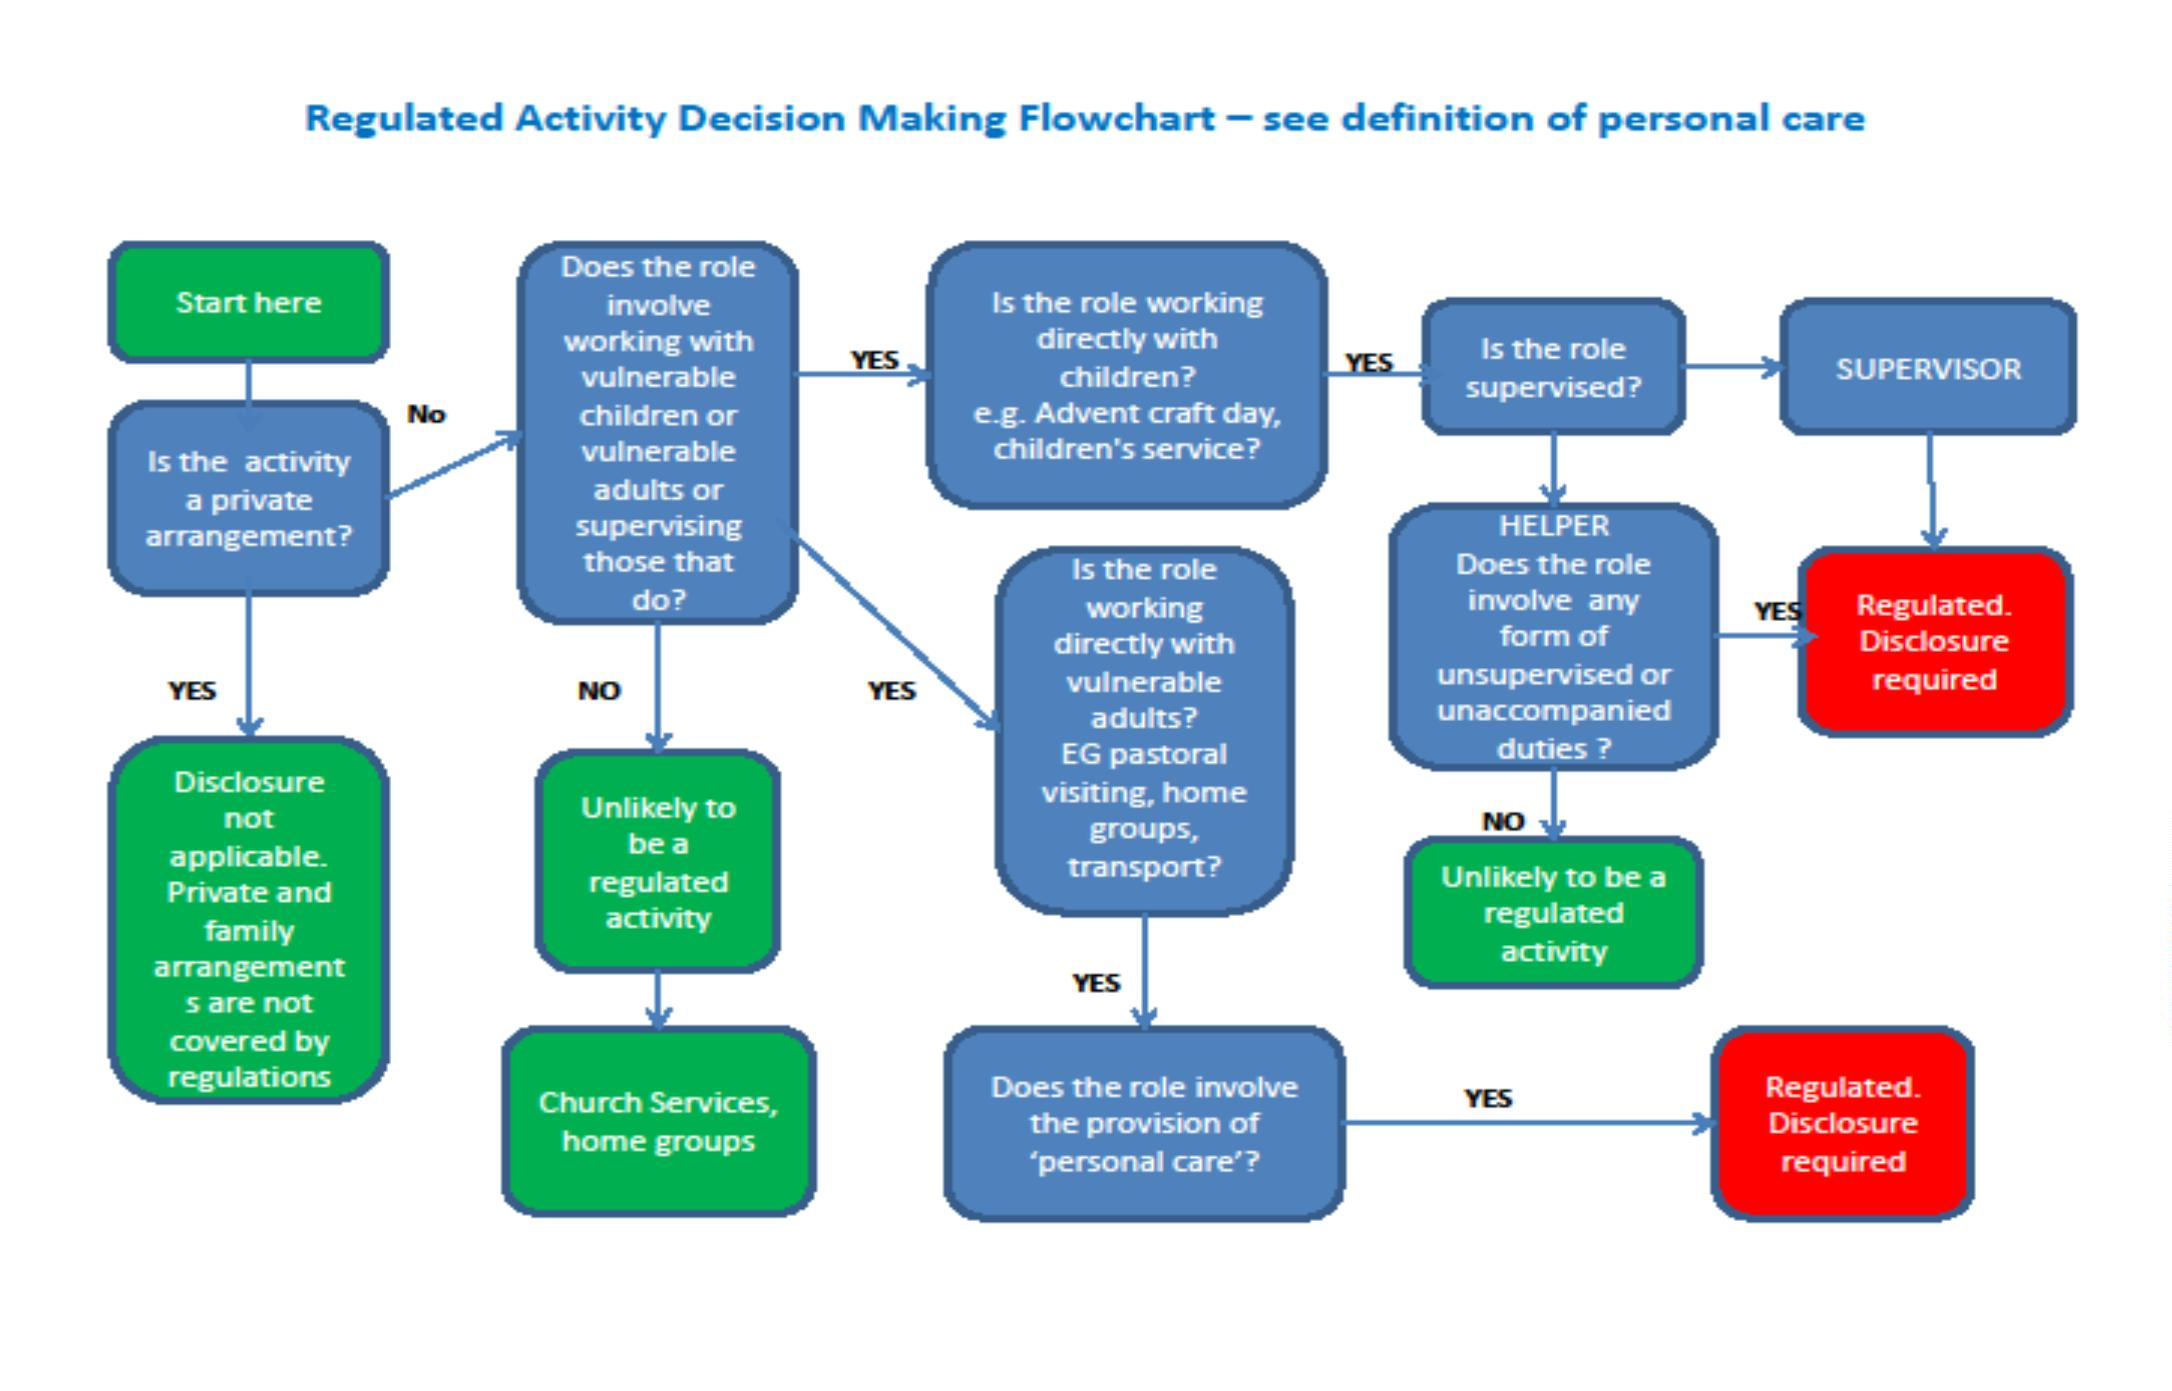 Regulated Activity Decision Making Flowchart – see definition of personal care
Start here
Is the activity
a private
arrangement?
No
YES
Disclosure
not
applicable.
Private and
family
arrangement
s are not
covered by
regulations
Does the role
involve
working with
vulnerable
children or
vulnerable
adults or
supervising
those that
do?
NO
Unlikely to
be a
regulated
activity
Church Services,
home groups
YES
Is the role working
directly with
children?
e.g. Advent craft day,
children's service?
YES
Is the role
working
directly with
vulnerable
adults?
EG pastoral
visiting, home
groups,
transport?
YES
Does the role involve
the provision of
‘personal care’?
YES
Regulated.
Disclosure
required
YES
Is the role
supervised?
SUPERVISOR
HELPER
Does the role
involve any
form of
unsupervised or
unaccompanied
duties ?
YES
Regulated.
Disclosure
required
NO
Unlikely to be a
regulated
activity